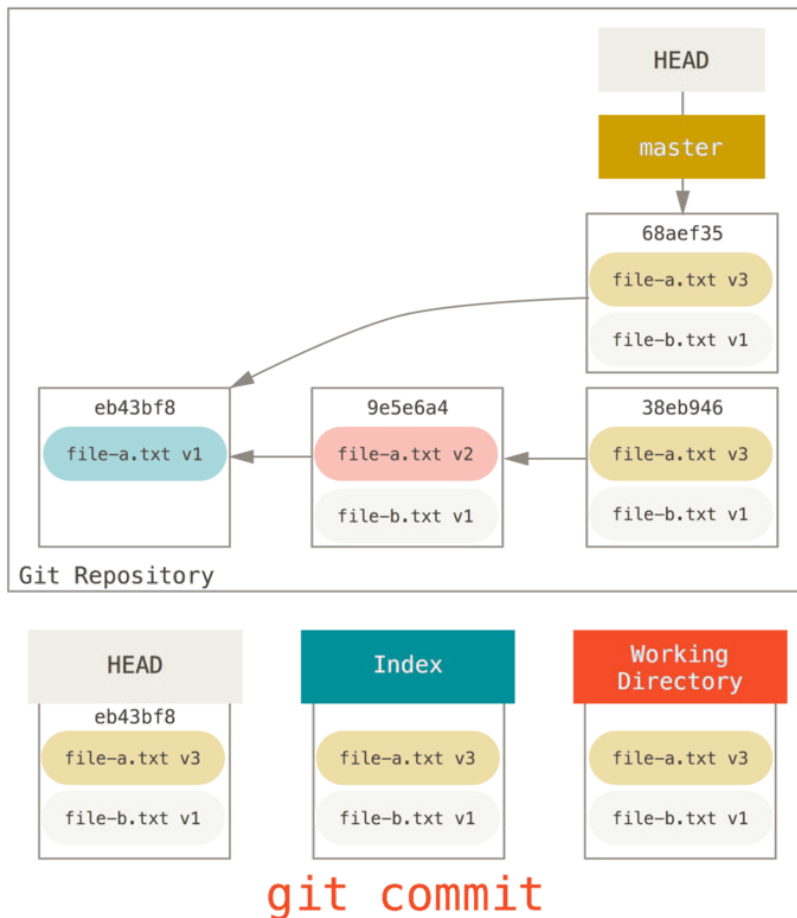 HEAD
master
68aef35
file-a.txt v3
file-b.txt v1
eb43bf8
file-a.txt v1
9e5e6a4
file-a.txt v2
file-b.txt v1
38eb946
file-a.txt v3
file-b.txt v1
Git Repository
HEAD
eb43bf8
file-a.txt v3
file-b.txt v1
Index
file-a.txt v3
file-b.txt v1
Working
Directory
file-a.txt v3
file-b.txt v1
git commit